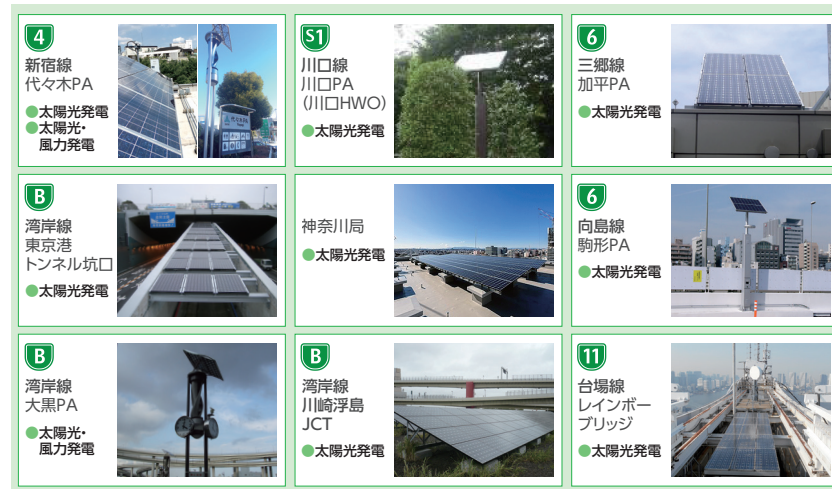 4
新宿線
代々木PA
●太陽光発電
●太陽光・
風力発電
S1
川口線
川口PA
(川口HWO)
●太陽光発電
6
三郷線
加平PA
●太陽光発電
B
湾岸線
東京港
トンネル坑口
●太陽光発電
神奈川局
●太陽光発電
6
向島線
駒形PA
●太陽光発電
B
湾岸線
大黒PA
●太陽光・
風力発電
B
湾岸線
川崎浮島
JCT
●太陽光発電
11
台場線
レインボー
ブリッジ
●太陽光発電